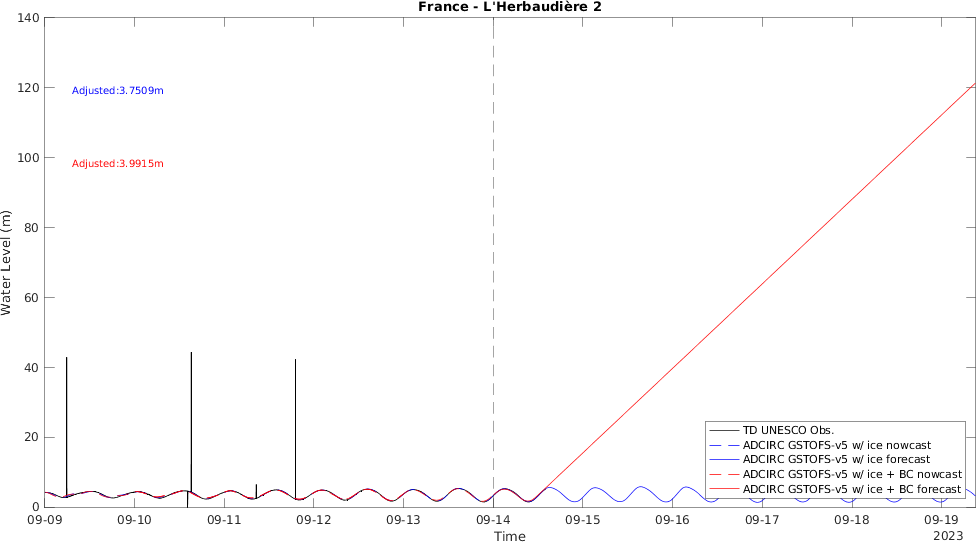 France - L'Herbaudière 2
140
120
100
80
60
40
20
0
Water Level (m)
Adjusted:3.7509m
Adjusted:3.9915m
TD UNESCO Obs.
ADCIRC GSTOFS-v5 w/ ice nowcast
ADCIRC GSTOFS-v5 w/ ice forecast
ADCIRC GSTOFS-v5 w/ ice + BC nowcast
ADCIRC GSTOFS-v5 w/ ice + BC forecast
09-09 09-10 09-11 09-12 09-13 09-14 09-15 09-16 09-17 09-18 09-19
Time
2023